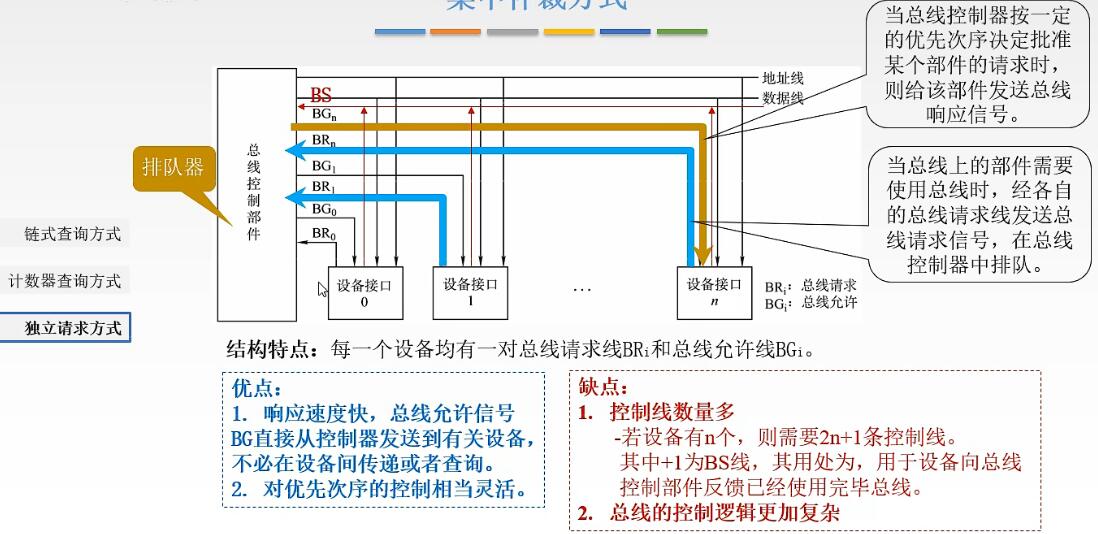 集中仲裁方式
当总线控制器按一定
的优先次序决定批准
某个部件的请求时，
则给该部件发送总线
响应信号。
地址线
数据线
BS
BGn
BRn
BG1
BR1
BG0
BR0
总线控制部件
排队器
当总线上的部件需要
使用总线时，经各自
的总线请求线发送总
线请求信号，在总线
控制器中排队。
链式查询方式
计数器查询方式
独立请求方式
设备接口
0
设备接口
1
...
设备接口
n
BRi：总线请求
BGi：总线允许
结构特点：每一个设备均有一对总线请求线BRi和总线允许线BGi。
优点：
1. 响应速度快，总线允许信号
BG直接从控制器发送到有关设备，
不必在设备间传递或者查询。
2. 对优先次序的控制相当灵活。
缺点：
1. 控制线数量多
-若设备有n个，则需要2n+1条控制线。
其中+1为BS线，其用处为，用于设备向总线
控制部件反馈已经使用完毕总线。
2. 总线的控制逻辑更加复杂